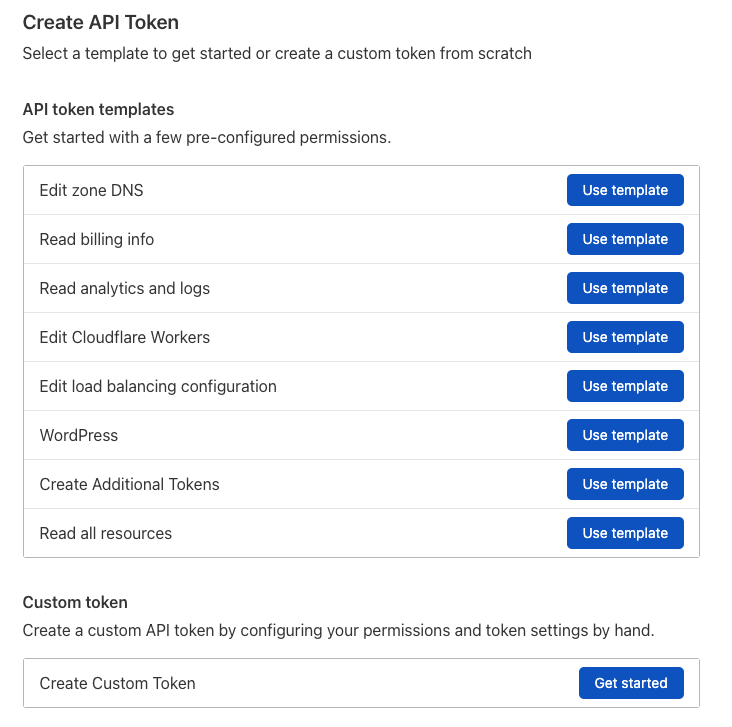 Create API Token
Select a template to get started or create a custom token from scratch
API token templates
Get started with a few pre-configured permissions.
Edit zone DNS Use template
Read billing info Use template
Read analytics and logs Use template
Edit Cloudflare Workers Use template
Edit load balancing configuration Use template
WordPress Use template
Create Additional Tokens Use template
Read all resources Use template
Custom token
Create a custom API token by configuring your permissions and token settings by hand.
Create Custom Token Get started